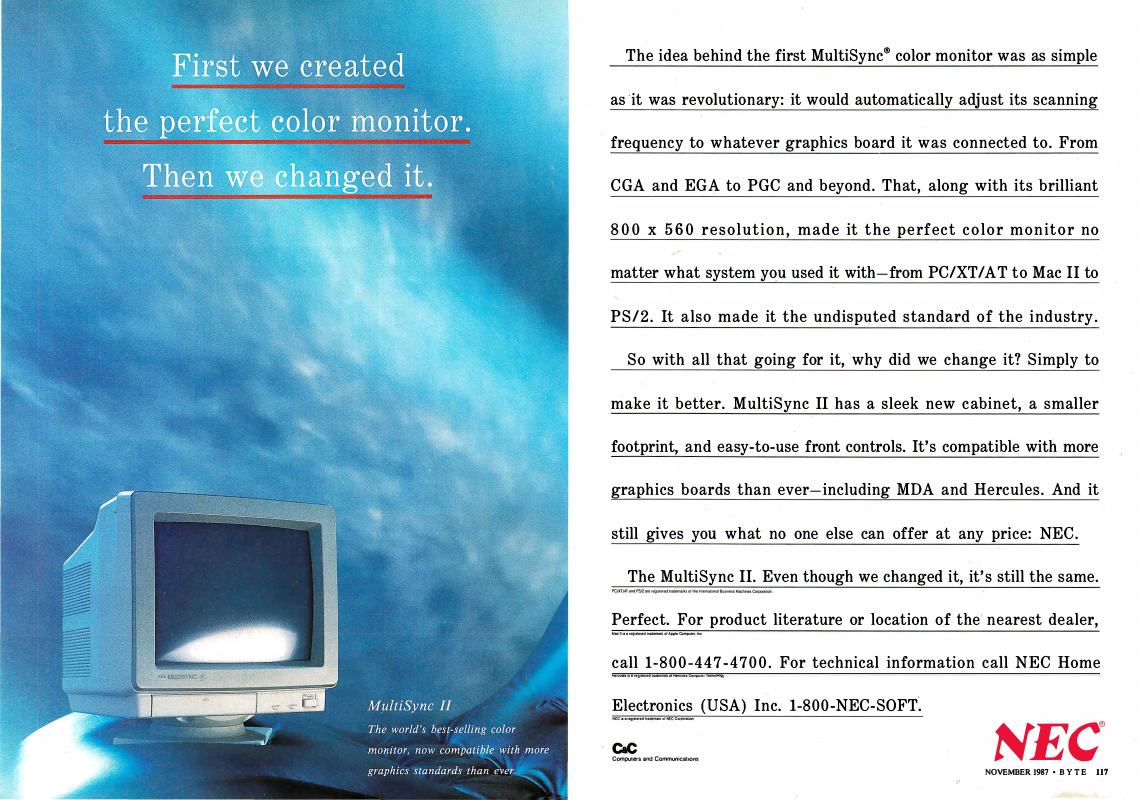 First we created
the perfect color monitor.
Then we changed it.
MULTISYNC II
MultiSync II
The world's best-selling color
monitor, now compatible with more
graphics standards than ever.
The idea behind the first MultiSync® color monitor was as simple
as it was revolutionary: it would automatically adjust its scanning
frequency to whatever graphics board it was connected to. From
CGA and EGA to PGC and beyond. That, along with its brilliant
800 x 560 resolution, made it the perfect color monitor no
matter what system you used it with—from PC/XT/AT to Mac II to
PS/2. It also made it the undisputed standard of the industry.
So with all that going for it, why did we change it? Simply to
make it better. MultiSync II has a sleek new cabinet, a smaller
footprint, and easy-to-use front controls. It's compatible with more
graphics boards than ever—including MDA and Hercules. And it
still gives you what no one else can offer at any price: NEC.
The MultiSync II. Even though we changed it, it's still the same.
PC/XT/AT and PS/2 are registered trademarks of the International Business Machines Corporation.
Perfect. For product literature or location of the nearest dealer,
Mac II is a registered trademark of Apple Computer, Inc.
call 1-800-447-4700. For technical information call NEC Home
Hercules is a registered trademark of Hercules Computer Technology.
Electronics (USA) Inc. 1-800-NEC-SOFT.
NEC is a registered trademark of NEC Corporation.
C&C
Computers and Communications
NEC®
NOVEMBER 1987 • BYTE 117